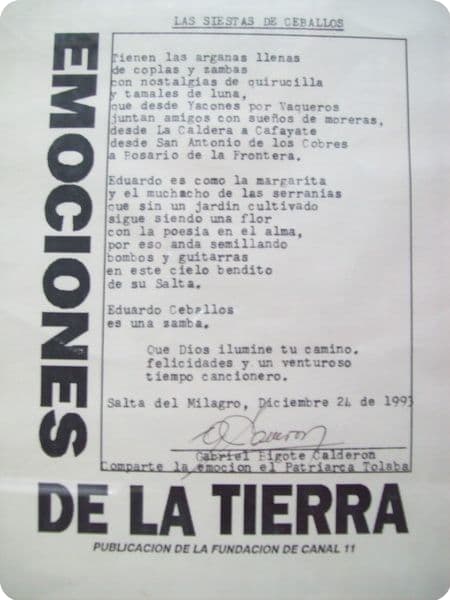 LAS SIESTAS DE CEBALLOS
EMOCIONES
Tienen las arganas llenas
de coplas y zambas
con nostalgias de quirucilla
y tamales de luna,
que desde Yacones por Vaqueros
juntan amigos con sueños de moreras,
desde La Caldera a Cafayate
desde San Antonio de los Cobres
a Rosario de la Frontera.
Eduardo es como la margarita
y el muchacho de las serranias
que sin un jardin cultivado
sigue siendo una flor
con la poesia en el alma,
por eso anda semillando
bombos y guitarras
en este cielo bendito
de su Salta.
Eduardo Ceballos
es una zamba.
Que Dios ilumine tu camino.
felicidades y un venturoso
tiempo cancionero.
Salta del Milagro, Diciembre 24 de 1993
Gabriel Bigote Calderon
Comparte la emocion el Patriarca Tolaba
DE LA TIERRA
PUBLICACION DE LA FUNDACION DE CANAL 11